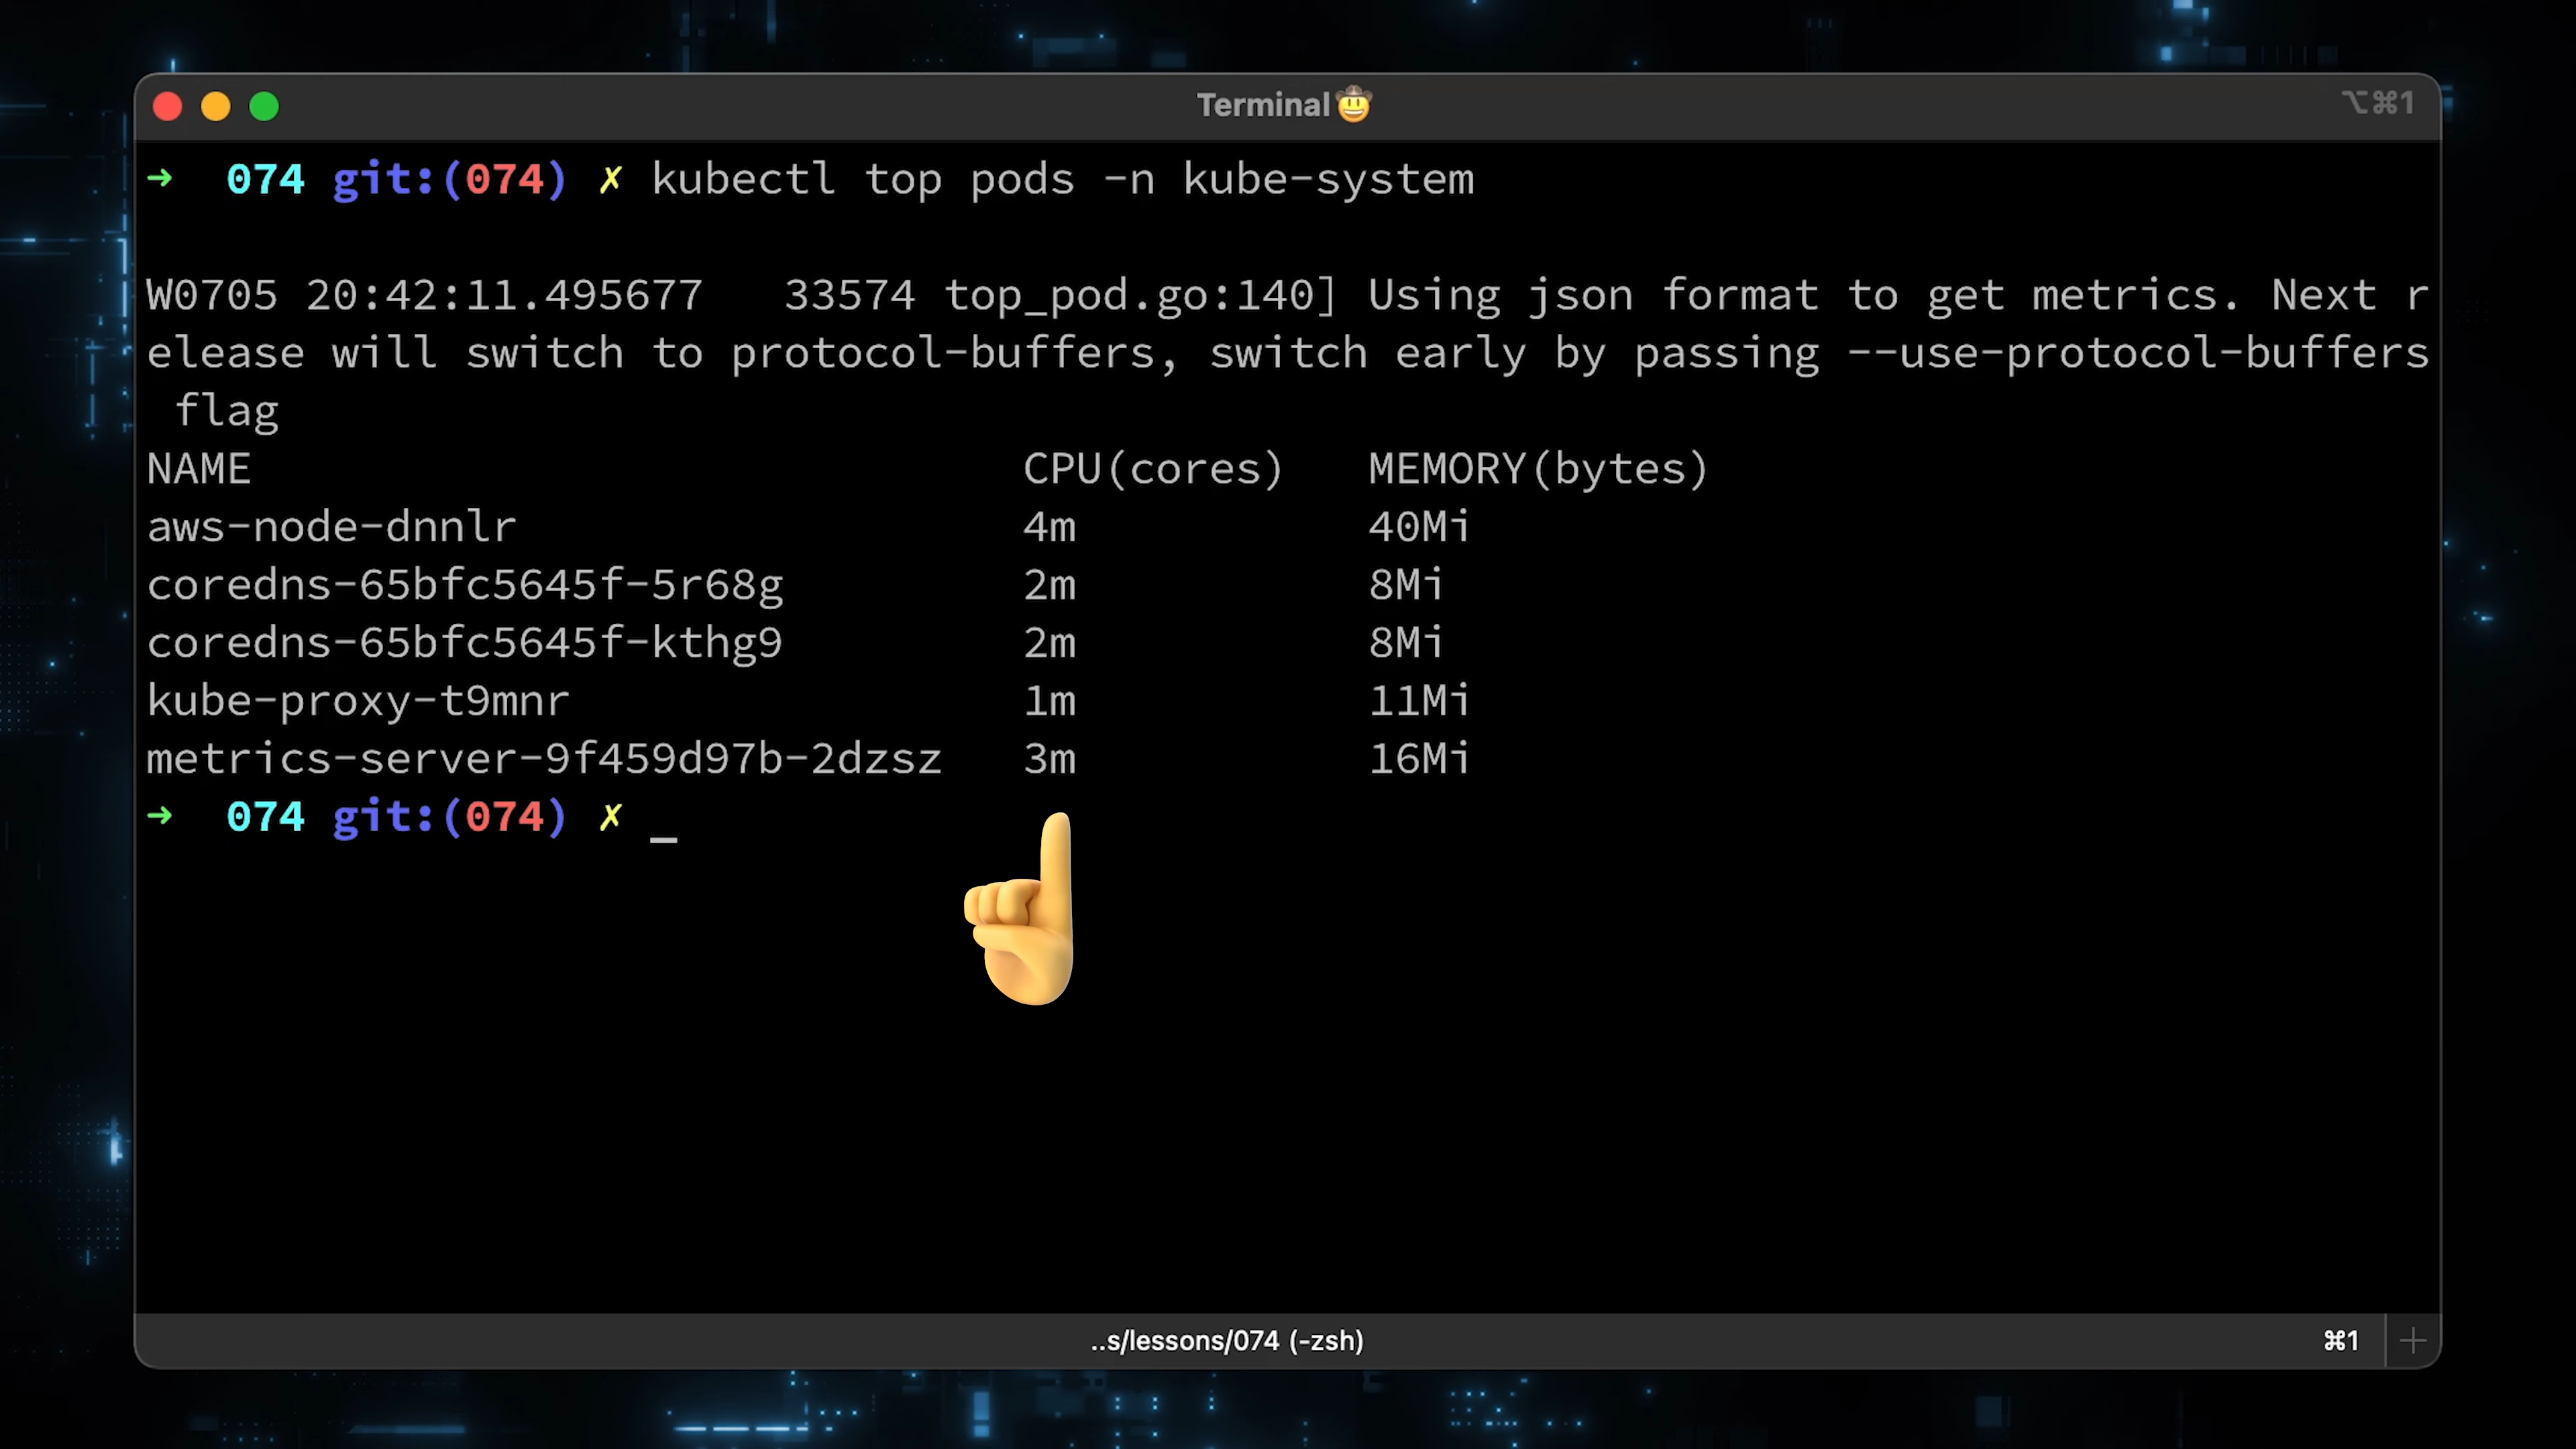 Terminal🤠
⌥⌘1
➜  074 git:(074) ✗ kubectl top pods -n kube-system
W0705 20:42:11.495677   33574 top_pod.go:140] Using json format to get metrics. Next r
elease will switch to protocol-buffers, switch early by passing --use-protocol-buffers
 flag
NAME                             CPU(cores)   MEMORY(bytes)
aws-node-dnnlr                   4m           40Mi
coredns-65bfc5645f-5r68g         2m           8Mi
coredns-65bfc5645f-kthg9         2m           8Mi
kube-proxy-t9mnr                 1m           11Mi
metrics-server-9f459d97b-2dzsz   3m           16Mi
➜  074 git:(074) ✗ _
..s/lessons/074 (-zsh)
⌘1